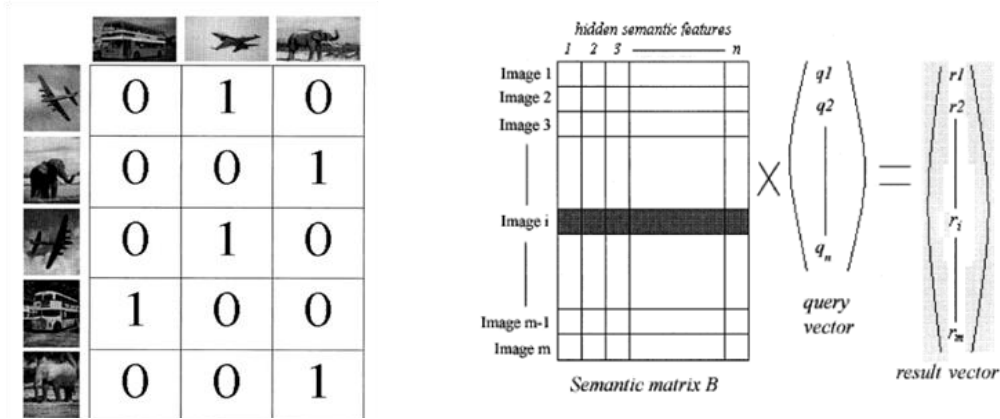 0 1 0
0 0 1
0 1 0
1 0 0
0 0 1
hidden semantic features
1 2 3 n
Image 1
Image 2
Image 3
Image i
Image m-1
Image m
Semantic matrix B
X
q1
q2
qn
query
vector
=
r1
r2
ri
rm
result vector